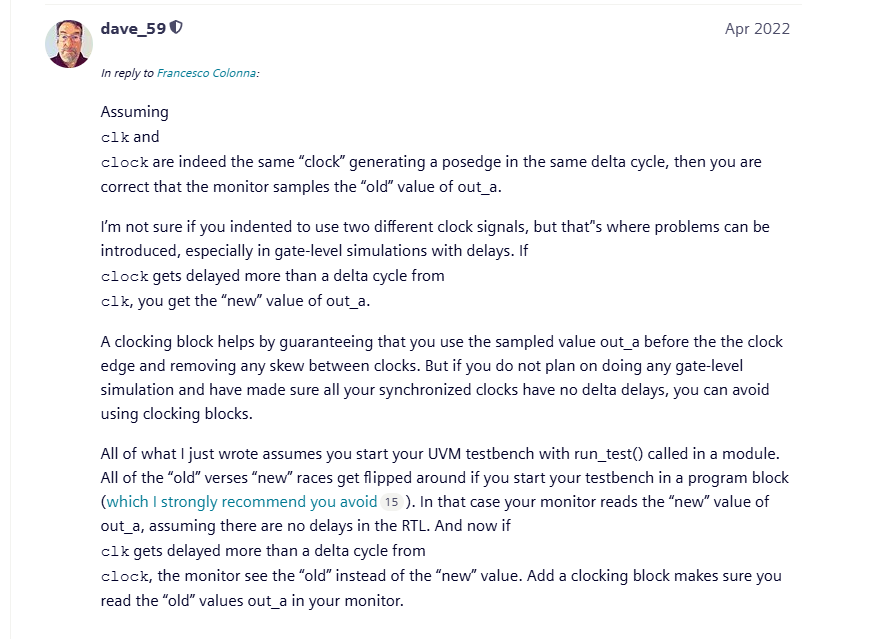 dave_59
Apr 2022
In reply to Francesco Colonna:
Assuming
clk and
clock are indeed the same “clock” generating a posedge in the same delta cycle, then you are
correct that the monitor samples the “old” value of out_a.
I’m not sure if you indented to use two different clock signals, but that"s where problems can be
introduced, especially in gate-level simulations with delays. If
clock gets delayed more than a delta cycle from
clk, you get the “new” value of out_a.
A clocking block helps by guaranteeing that you use the sampled value out_a before the the clock
edge and removing any skew between clocks. But if you do not plan on doing any gate-level
simulation and have made sure all your synchronized clocks have no delta delays, you can avoid
using clocking blocks.
All of what I just wrote assumes you start your UVM testbench with run_test() called in a module.
All of the “old” verses “new” races get flipped around if you start your testbench in a program block
(which I strongly recommend you avoid 15 ). In that case your monitor reads the “new” value of
out_a, assuming there are no delays in the RTL. And now if
clk gets delayed more than a delta cycle from
clock, the monitor see the “old” instead of the “new” value. Add a clocking block makes sure you
read the “old” values out_a in your monitor.